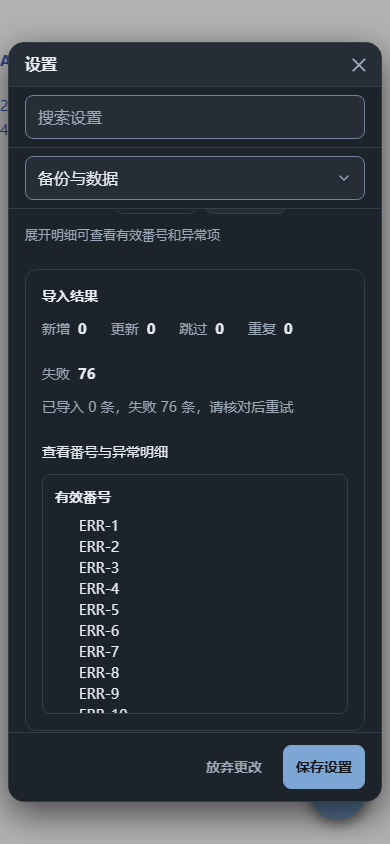 设置
搜索设置
备份与数据
展开明细可查看有效番号和异常项
导入结果
新增 0 更新 0 跳过 0 重复 0
失败 76
已导入 0 条，失败 76 条，请核对后重试
查看番号与异常明细
有效番号
ERR-1
ERR-2
ERR-3
ERR-4
ERR-5
ERR-6
ERR-7
ERR-8
ERR-9
ERR-10
放弃更改 保存设置